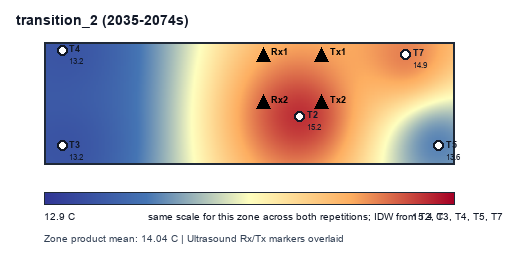 transition_2 (2035-2074s)
T4
13.2
Rx1
Tx1
T7
14.9
Rx2
Tx2
T2
15.2
T3
13.2
T5
13.6
12.9 C
same scale for this zone across both repetitions; IDW from T2, T3, T4, T5, T7
Zone product mean: 14.04 C | Ultrasound Rx/Tx markers overlaid